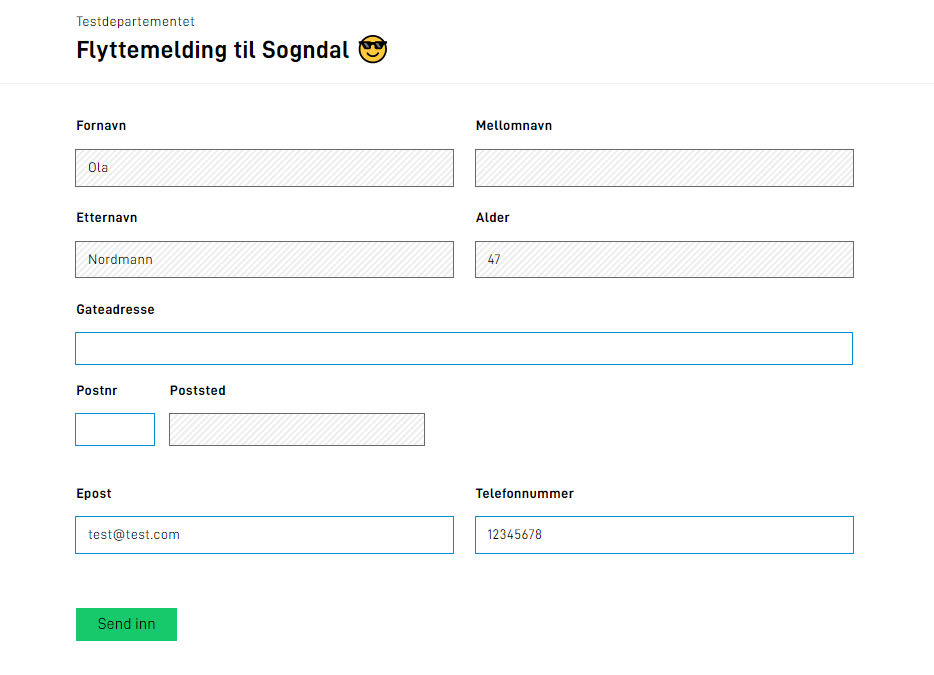 Testdepartementet
Flyttemelding til Sogndal 😎
Fornavn Mellomnavn
Ola
Etternavn Alder
Nordmann 47
Gateadresse
Postnr Poststed
Epost Telefonnummer
test@test.com 12345678
Send inn